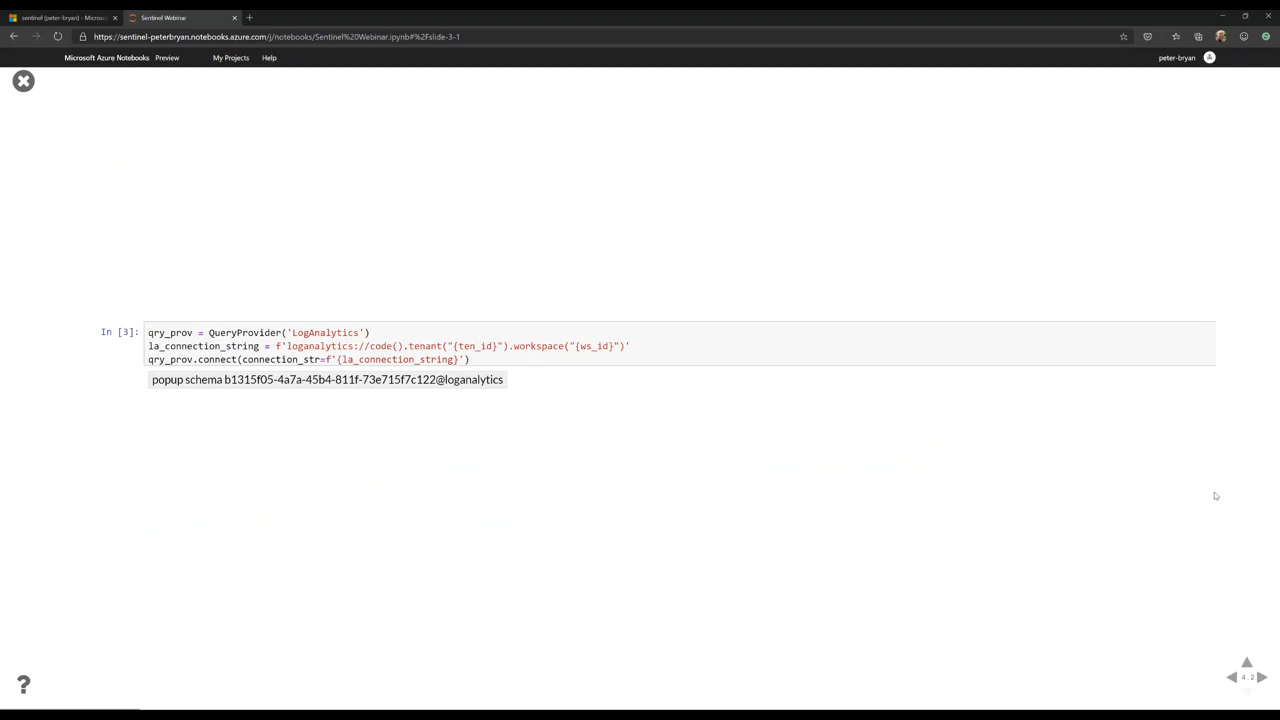 sentinel (peter-bryan) - Microso
Sentinel Webinar
https://sentinel-peterbryan.notebooks.azure.com/j/notebooks/Sentinel%20Webinar.ipynb#%2Fslide-3-1
Microsoft Azure Notebooks Preview My Projects Help peter-bryan
In [3]: qry_prov = QueryProvider('LogAnalytics')
la_connection_string = f'loganalytics://code().tenant("{ten_id}").workspace("{ws_id}")'
qry_prov.connect(connection_str=f'{la_connection_string}')
popup schema b1315f05-4a7a-45b4-811f-73e715f7c122@loganalytics
?
4.2